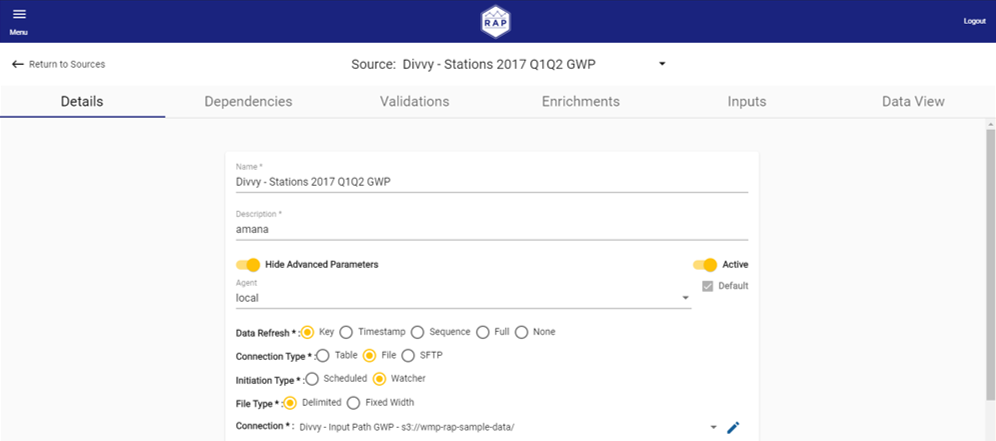 RAP
Menu
Logout
Return to Sources
Source: Divvy - Stations 2017 Q1Q2 GWP
Details Dependencies Validations Enrichments Inputs Data View
Name *
Divvy - Stations 2017 Q1Q2 GWP
Description *
amana
Hide Advanced Parameters Active
Agent Default
local
Data Refresh * : Key Timestamp Sequence Full None
Connection Type * : Table File SFTP
Initiation Type * : Scheduled Watcher
File Type * : Delimited Fixed Width
Connection * : Divvy - Input Path GWP - s3://wmp-rap-sample-data/